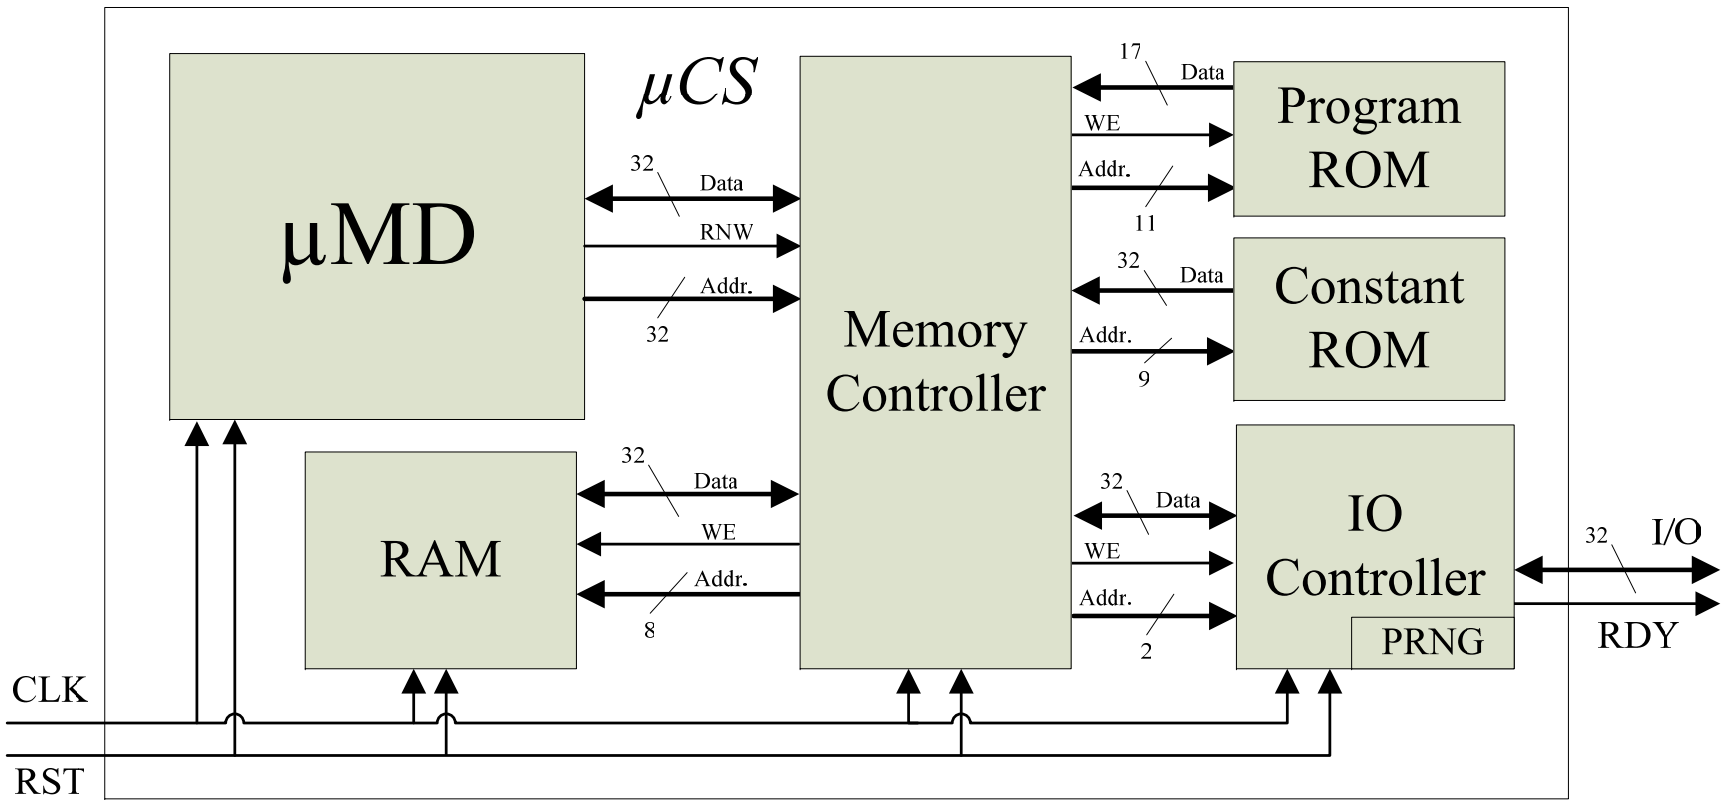 μCS
μMD
32
Data
RNW
Addr.
32
Memory
Controller
17
Data
WE
Addr.
11
Program
ROM
32
Data
Addr.
9
Constant
ROM
RAM
32
Data
WE
Addr.
8
32
Data
WE
Addr.
2
IO
Controller
PRNG
32
I/O
RDY
CLK
RST